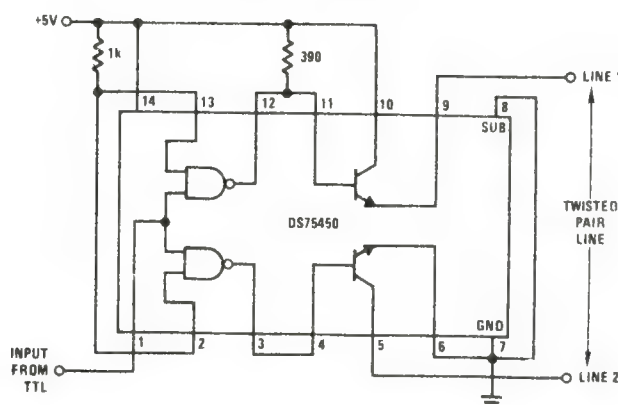 +5V
1k
390
14
13
12
11
10
9
8
SUB
LINE 1
DS75450
TWISTED
PAIR
LINE
GND
1
2
3
4
5
6
7
INPUT
FROM
TTL
LINE 2